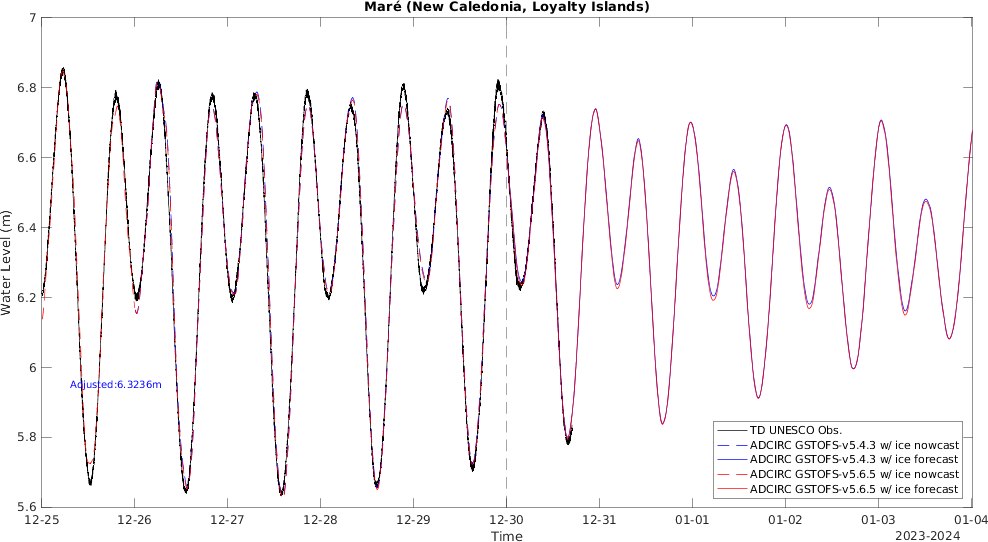 Maré (New Caledonia, Loyalty Islands)
7
6.8
6.6
6.4
6.2
6
5.8
5.6
Water Level (m)
Adjusted:6.3236m
TD UNESCO Obs.
ADCIRC GSTOFS-v5.4.3 w/ ice nowcast
ADCIRC GSTOFS-v5.4.3 w/ ice forecast
ADCIRC GSTOFS-v5.6.5 w/ ice nowcast
ADCIRC GSTOFS-v5.6.5 w/ ice forecast
12-25 12-26 12-27 12-28 12-29 12-30 12-31 01-01 01-02 01-03 01-04
Time
2023-2024